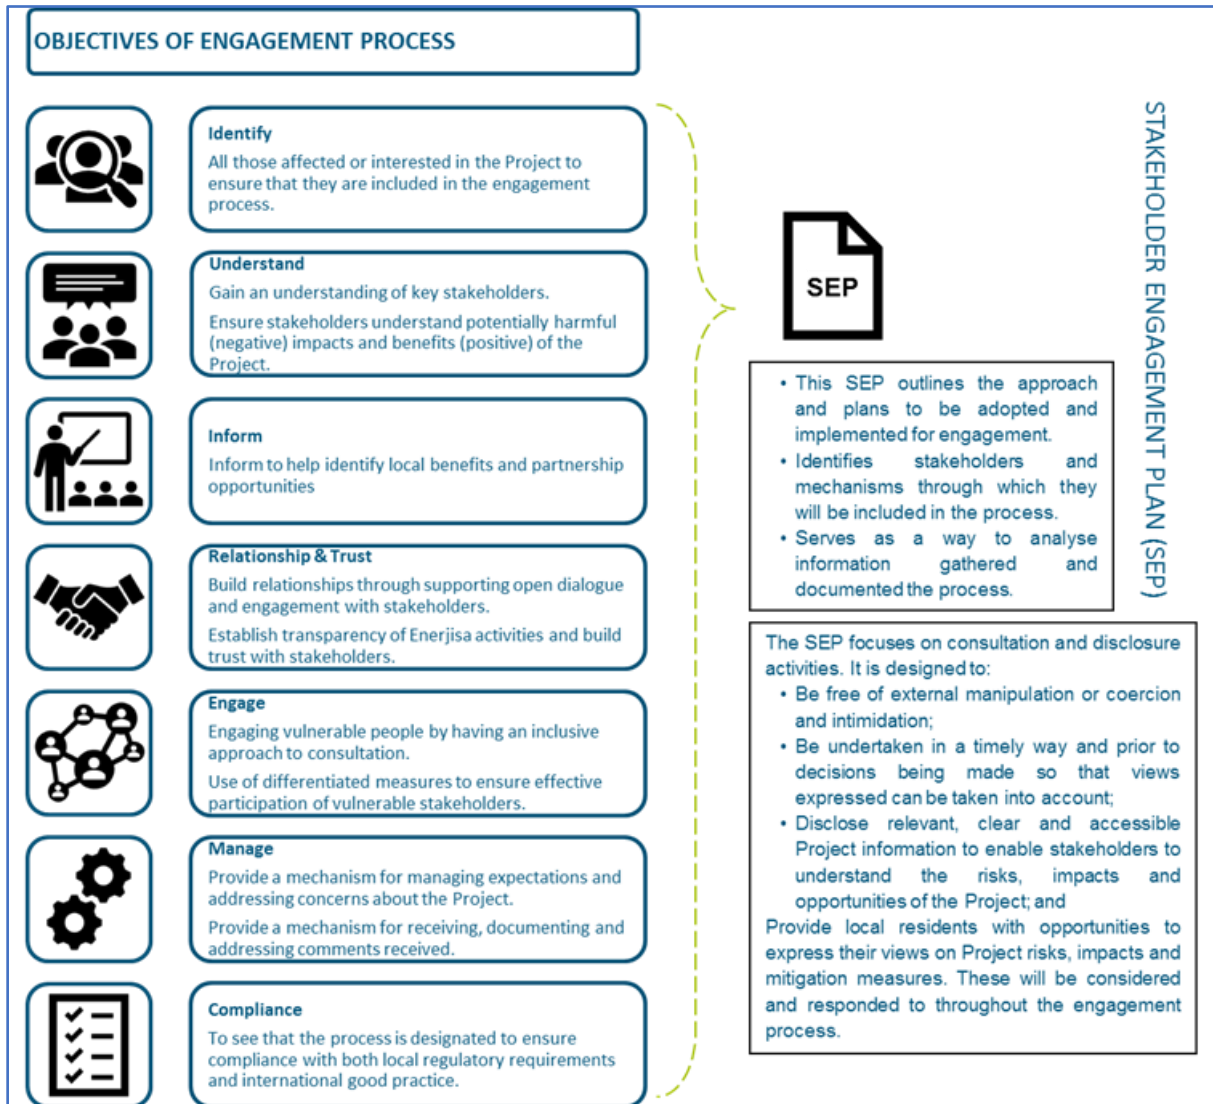 OBJECTIVES OF ENGAGEMENT PROCESS
Identify
All those affected or interested in the Project to
ensure that they are included in the engagement
process.
Understand
Gain an understanding of key stakeholders.
Ensure stakeholders understand potentially harmful
(negative) impacts and benefits (positive) of the
Project.
Inform
Inform to help identify local benefits and partnership
opportunities
Relationship & Trust
Build relationships through supporting open dialogue
and engagement with stakeholders.
Establish transparency of Enerjisa activities and build
trust with stakeholders.
Engage
Engaging vulnerable people by having an inclusive
approach to consultation.
Use of differentiated measures to ensure effective
participation of vulnerable stakeholders.
Manage
Provide a mechanism for managing expectations and
addressing concerns about the Project.
Provide a mechanism for receiving, documenting and
addressing comments received.
Compliance
To see that the process is designated to ensure
compliance with both local regulatory requirements
and international good practice.
SEP
• This SEP outlines the approach
and plans to be adopted and
implemented for engagement.
• Identifies stakeholders and
mechanisms through which they
will be included in the process.
• Serves as a way to analyse
information gathered and
documented the process.
The SEP focuses on consultation and disclosure
activities. It is designed to:
• Be free of external manipulation or coercion
and intimidation;
• Be undertaken in a timely way and prior to
decisions being made so that views
expressed can be taken into account;
• Disclose relevant, clear and accessible
Project information to enable stakeholders to
understand the risks, impacts and
opportunities of the Project; and
Provide local residents with opportunities to
express their views on Project risks, impacts and
mitigation measures. These will be considered
and responded to throughout the engagement
process.
STAKEHOLDER ENGAGEMENT PLAN (SEP)